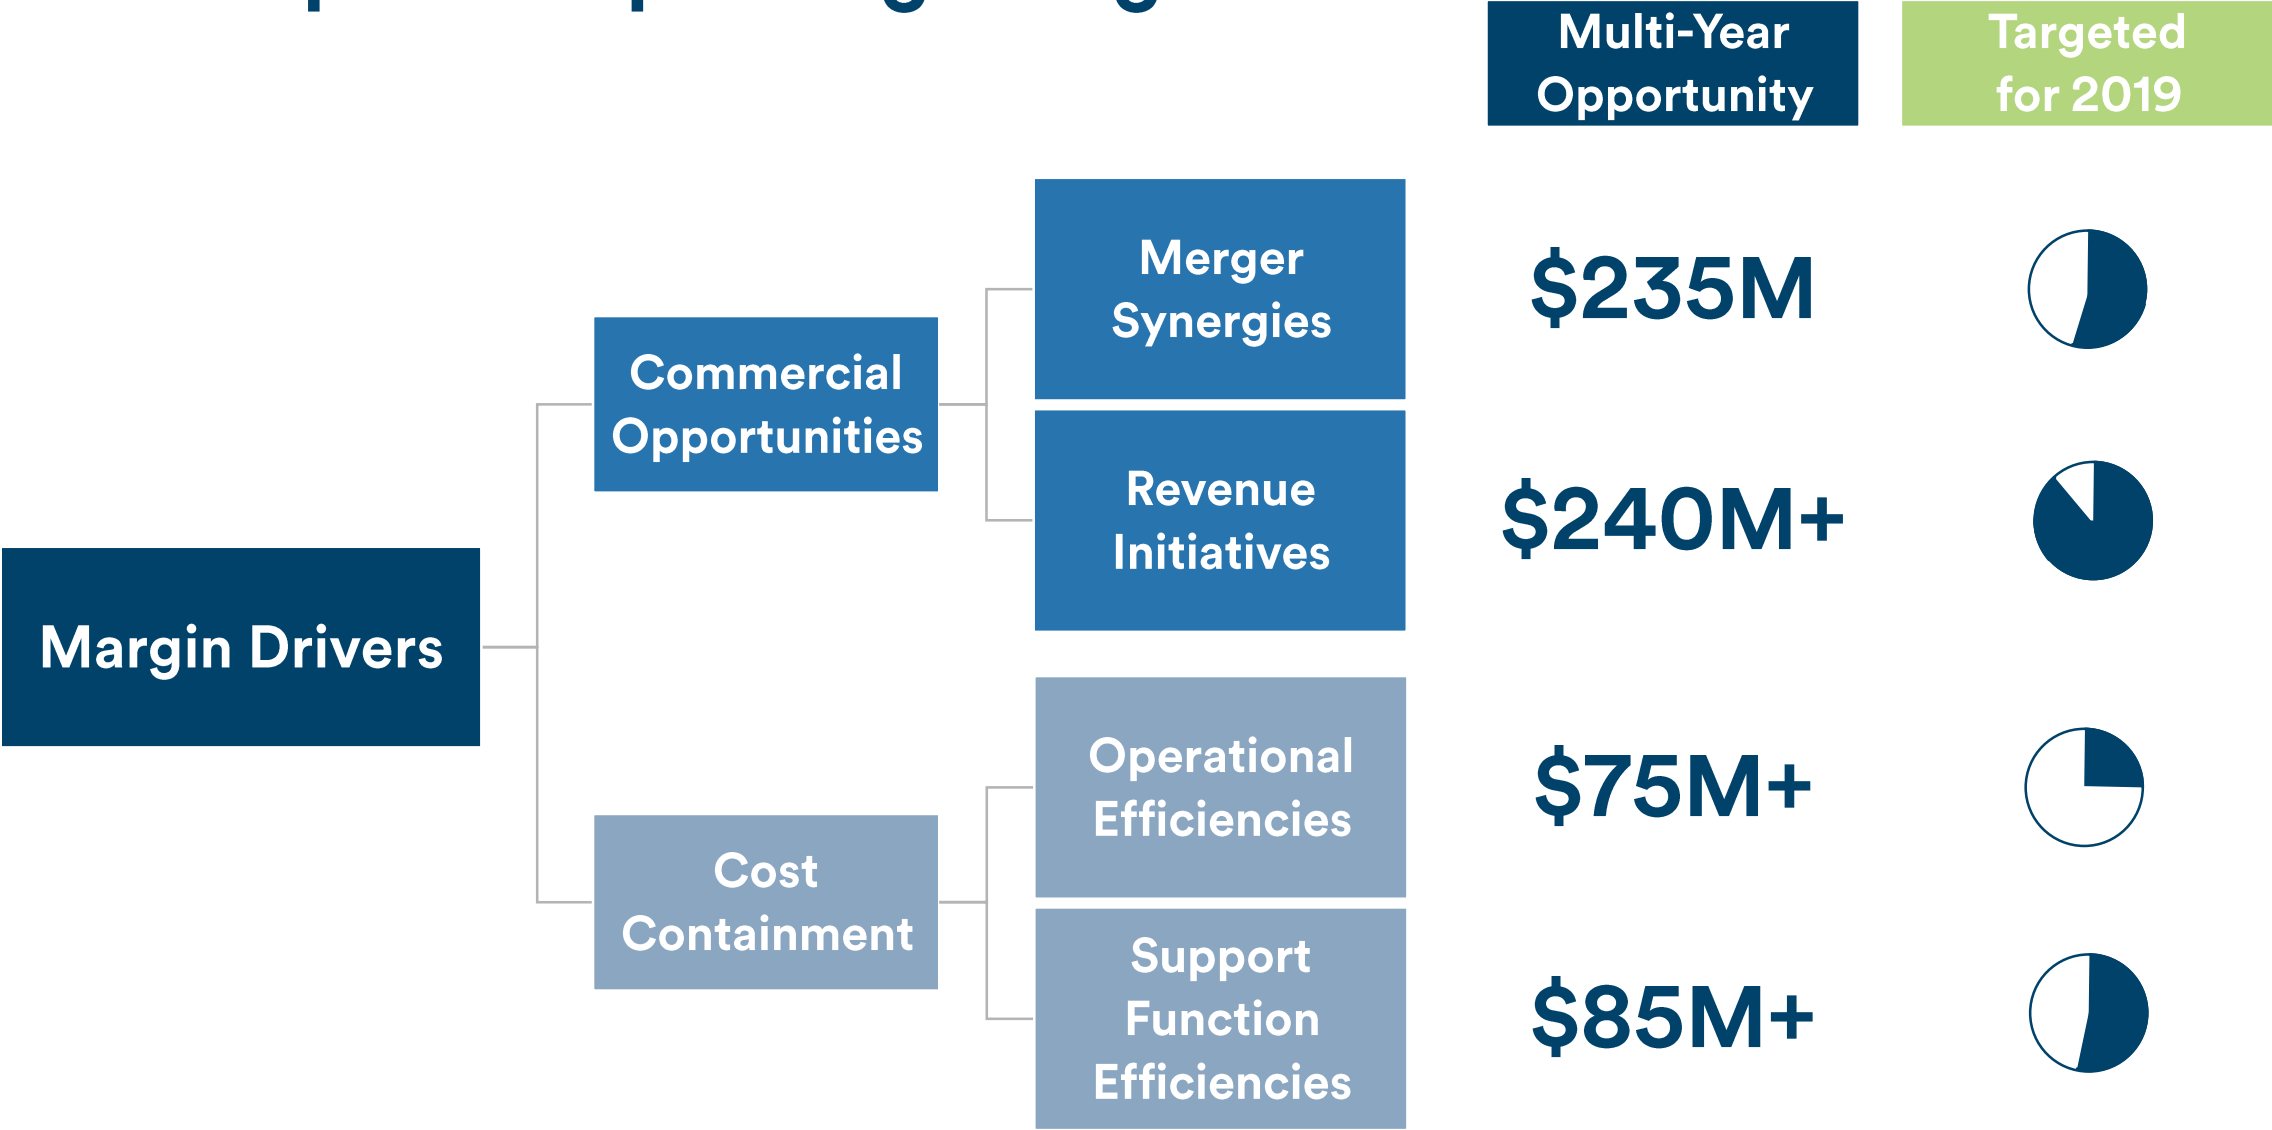 Multi-Year
Opportunity
Targeted
for 2019
Merger
Synergies
$235M
Commercial
Opportunities
Revenue
Initiatives
$240M+
Margin Drivers
Operational
Efficiencies
$75M+
Cost
Containment
Support
Function
Efficiencies
$85M+